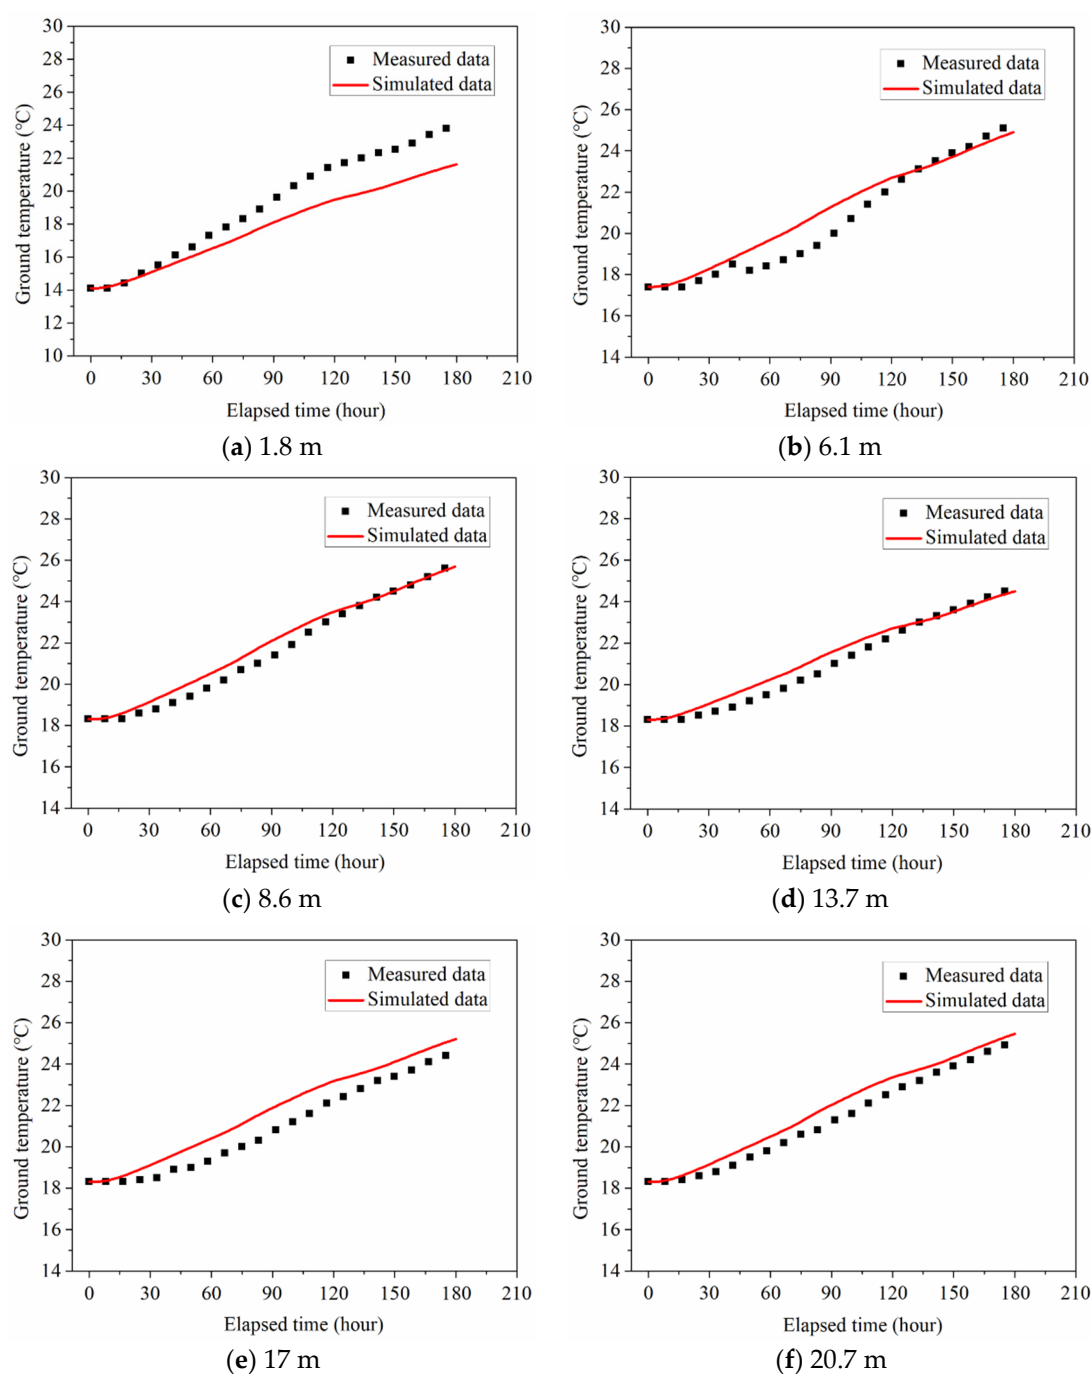 Measured data
Simulated data
Ground temperature (°C)
30
28
26
24
22
20
18
16
14
12
10
0 30 60 90 120 150 180 210
Elapsed time (hour)
(a) 1.8 m
Measured data
Simulated data
Ground temperature (°C)
30
28
26
24
22
20
18
16
14
0 30 60 90 120 150 180 210
Elapsed time (hour)
(b) 6.1 m
Measured data
Simulated data
Ground temperature (°C)
30
28
26
24
22
20
18
16
14
0 30 60 90 120 150 180 210
Elapsed time (hour)
(c) 8.6 m
Measured data
Simulated data
Ground temperature (°C)
30
28
26
24
22
20
18
16
14
0 30 60 90 120 150 180 210
Elapsed time (hour)
(d) 13.7 m
Measured data
Simulated data
Ground temperature (°C)
30
28
26
24
22
20
18
16
14
0 30 60 90 120 150 180 210
Elapsed time (hour)
(e) 17 m
Measured data
Simulated data
Ground temperature (°C)
30
28
26
24
22
20
18
16
14
0 30 60 90 120 150 180 210
Elapsed time (hour)
(f) 20.7 m